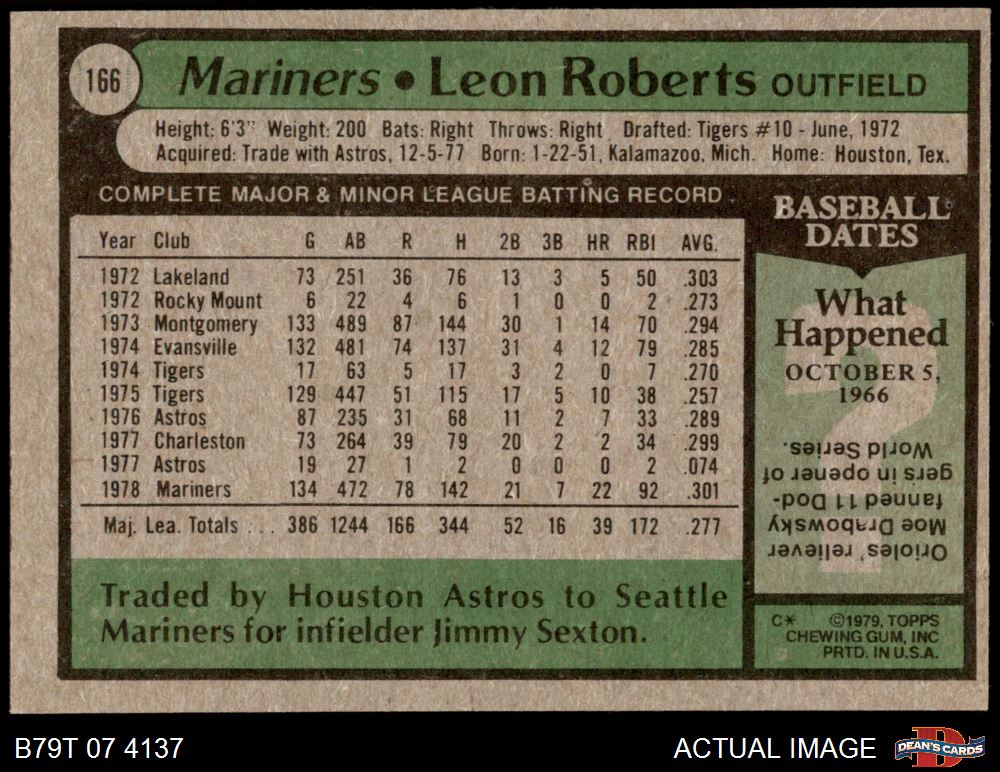 166
Mariners • Leon Roberts OUTFIELD
Height: 6'3" Weight: 200 Bats: Right Throws: Right Drafted: Tigers #10 - June, 1972
Acquired: Trade with Astros, 12-5-77 Born: 1-22-51, Kalamazoo, Mich. Home: Houston, Tex.
COMPLETE MAJOR & MINOR LEAGUE BATTING RECORD
Year Club G AB R H 2B 3B HR RBI AVG.
1972 Lakeland 73 251 36 76 13 3 5 50 .303
1972 Rocky Mount 6 22 4 6 1 0 0 2 .273
1973 Montgomery 133 489 87 144 30 1 14 70 .294
1974 Evansville 132 481 74 137 31 4 12 79 .285
1974 Tigers 17 63 5 17 3 2 0 7 .270
1975 Tigers 129 447 51 115 17 5 10 38 .257
1976 Astros 87 235 31 68 11 2 7 33 .289
1977 Charleston 73 264 39 79 20 2 2 34 .299
1977 Astros 19 27 1 2 0 0 0 2 .074
1978 Mariners 134 472 78 142 21 7 22 92 .301
Maj. Lea. Totals ... 386 1244 166 344 52 16 39 172 .277
Traded by Houston Astros to Seattle
Mariners for infielder Jimmy Sexton.
BASEBALL
DATES
What
Happened
OCTOBER 5,
1966
?
Orioles' reliever
Moe Drabowsky
fanned 11 Dod-
gers in opener of
World Series.
C* ©1979, TOPPS
CHEWING GUM, INC
PRTD. IN U.S.A.
B79T 07 4137
ACTUAL IMAGE
D
DEAN'S CARDS